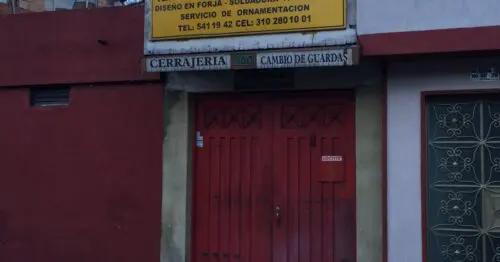 DISEÑO EN FORJA - SOLDADURA
SERVICIO DE ORNAMENTACION
TEL: 541 19 42 CEL: 310 280 10 01
CERRAJERIA CAMBIO DE GUARDAS